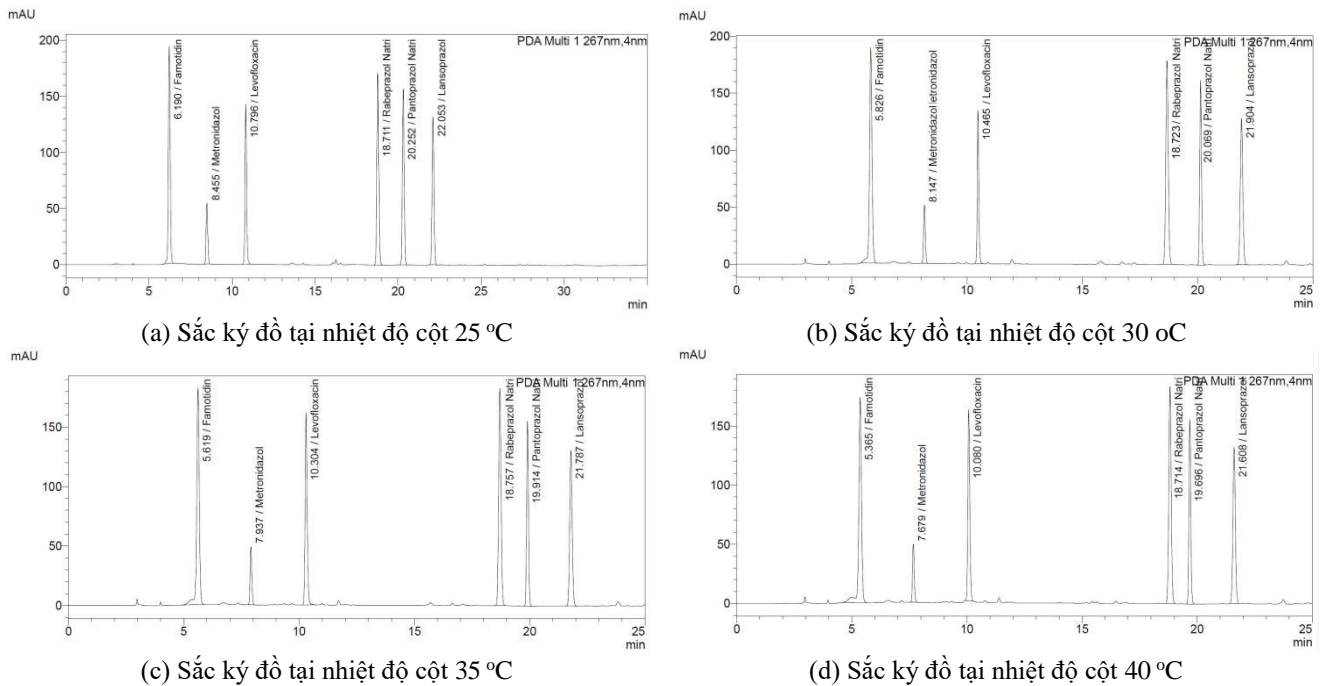 mAU
200
150
100
50
0
0 5 10 15 20 25 30
min
PDA Multi 1 267nm,4nm
6.190 / Famotidin
8.455 / Metronidazol
10.796 / Levofloxacin
18.711 / Rabeprazol Natri
20.252 / Pantoprazol Natri
22.053 / Lansoprazol
(a) Sắc ký đồ tại nhiệt độ cột 25 ºC
mAU
200
150
100
50
0
0 5 10 15 20 25
min
PDA Multi 1 267nm,4nm
5.826 / Famotidin
8.147 / Metronidazol letronidazol
10.465 / Levofloxacin
18.723 / Rabeprazol Natri
20.069 / Pantoprazol Natri
21.904 / Lansoprazol
(b) Sắc ký đồ tại nhiệt độ cột 30 oC
mAU
150
100
50
0
0 5 10 15 20 25
min
PDA Multi 1 267nm,4nm
5.619 / Famotidin
7.937 / Metronidazol
10.304 / Levofloxacin
18.757 / Rabeprazol Natri
19.914 / Pantoprazol Natri
21.787 / Lansoprazol
(c) Sắc ký đồ tại nhiệt độ cột 35 ºC
mAU
150
100
50
0
0 5 10 15 20 25
min
PDA Multi 1 267nm,4nm
5.365 / Famotidin
7.679 / Metronidazol
10.080 / Levofloxacin
18.714 / Rabeprazol Natri
19.696 / Pantoprazol Natri
21.608 / Lansoprazol
(d) Sắc ký đồ tại nhiệt độ cột 40 ºC